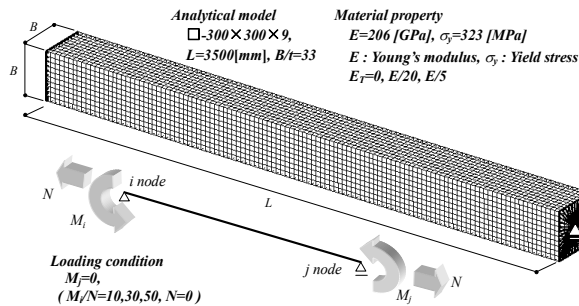 Analytical model
□-300×300×9,
L=3500[mm], B/t=33
Material property
E=206 [GPa], σy=323 [MPa]
E : Young's modulus, σy : Yield stress
ET=0, E/20, E/5
B
B
L
N
i node
Mi
j node
Mj
N
Loading condition
Mj=0,
( Mi/N=10,30,50, N=0 )